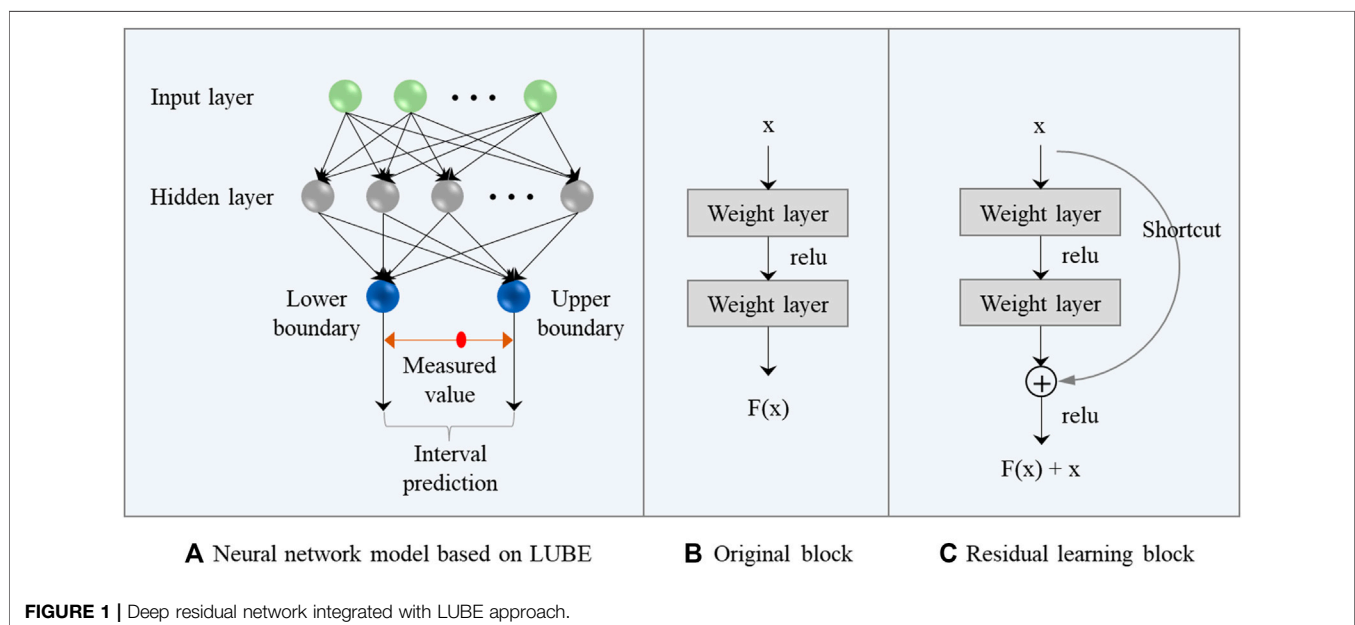 Input layer
Hidden layer
Lower
boundary
Upper
boundary
Measured
value
Interval
prediction
x
Weight layer
relu
Weight layer
F(x)
x
Weight layer
Shortcut
relu
Weight layer
+
relu
F(x) + x
A Neural network model based on LUBE
B Original block
C Residual learning block
FIGURE 1 | Deep residual network integrated with LUBE approach.